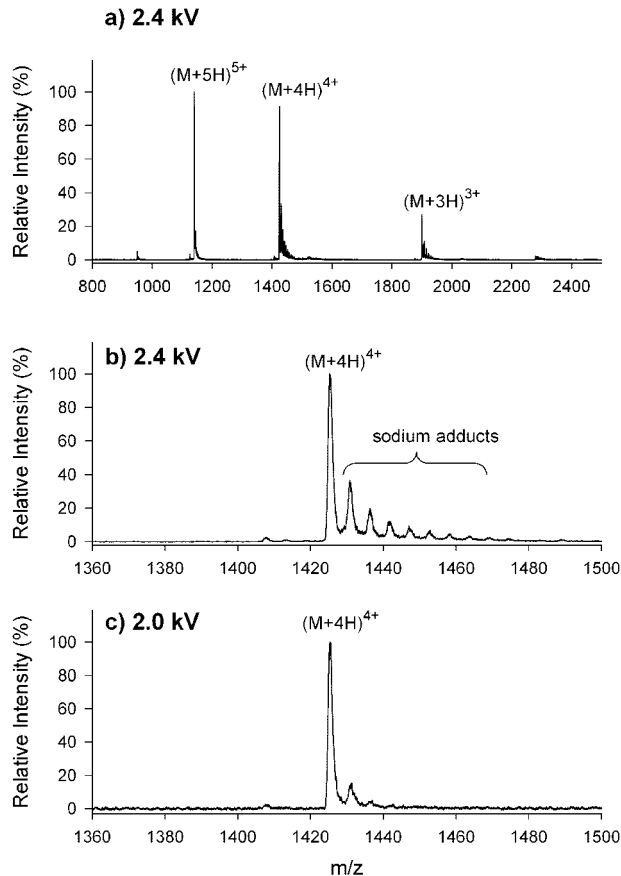 a) 2.4 kV
Relative Intensity (%)
100
80
60
40
20
0
(M+5H)5+
(M+4H)4+
(M+3H)3+
800 1000 1200 1400 1600 1800 2000 2200 2400
b) 2.4 kV
Relative Intensity (%)
100
80
60
40
20
0
(M+4H)4+
sodium adducts
1360 1380 1400 1420 1440 1460 1480 1500
c) 2.0 kV
Relative Intensity (%)
100
80
60
40
20
0
(M+4H)4+
1360 1380 1400 1420 1440 1460 1480 1500
m/z